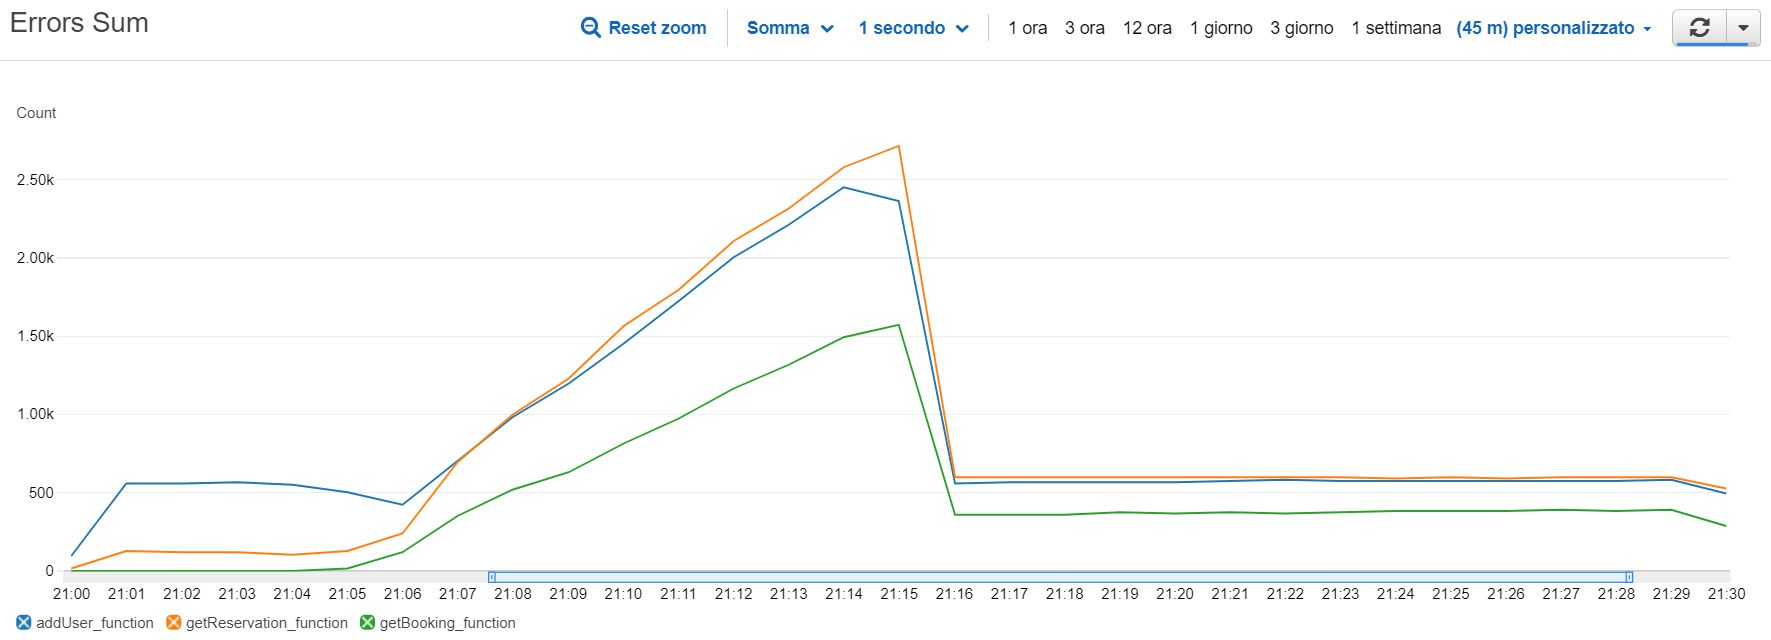 Errors Sum
Reset zoom Somma 1 secondo 1 ora 3 ora 12 ora 1 giorno 3 giorno 1 settimana (45 m) personalizzato
Count
2.50k
2.00k
1.50k
1.00k
500
0
21:00 21:01 21:02 21:03 21:04 21:05 21:06 21:07 21:08 21:09 21:10 21:11 21:12 21:13 21:14 21:15 21:16 21:17 21:18 21:19 21:20 21:21 21:22 21:23 21:24 21:25 21:26 21:27 21:28 21:29 21:30
addUser_function getReservation_function getBooking_function